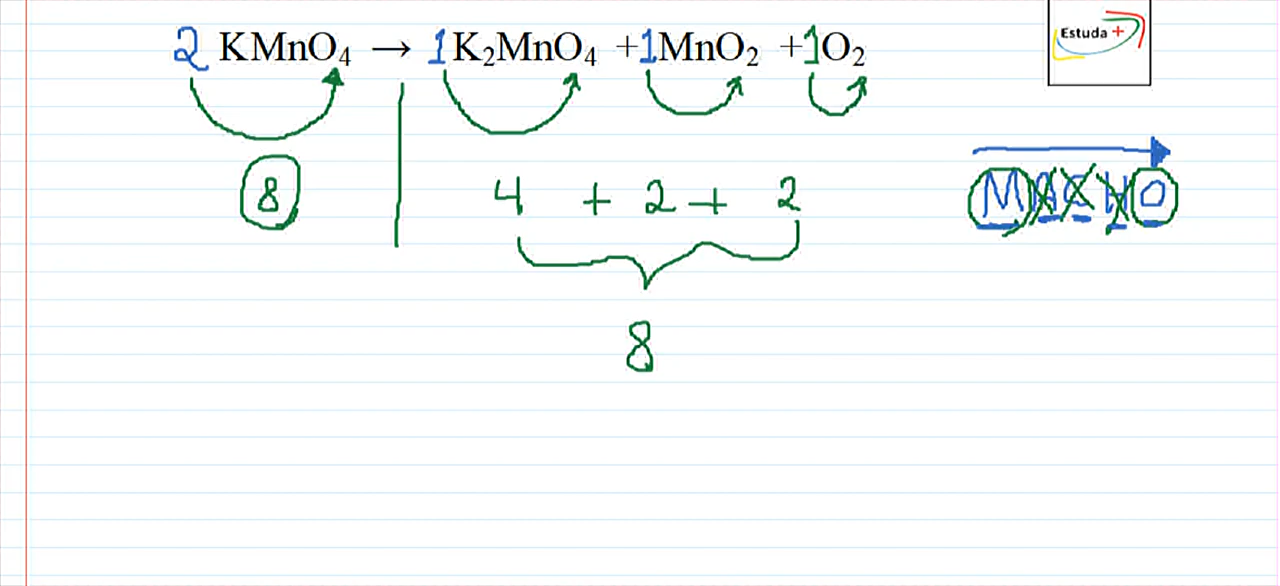 2 KMnO₄ → 1K₂MnO₄ +1MnO₂ +1O₂
Estuda +
8
4 + 2 + 2
MACHO
8